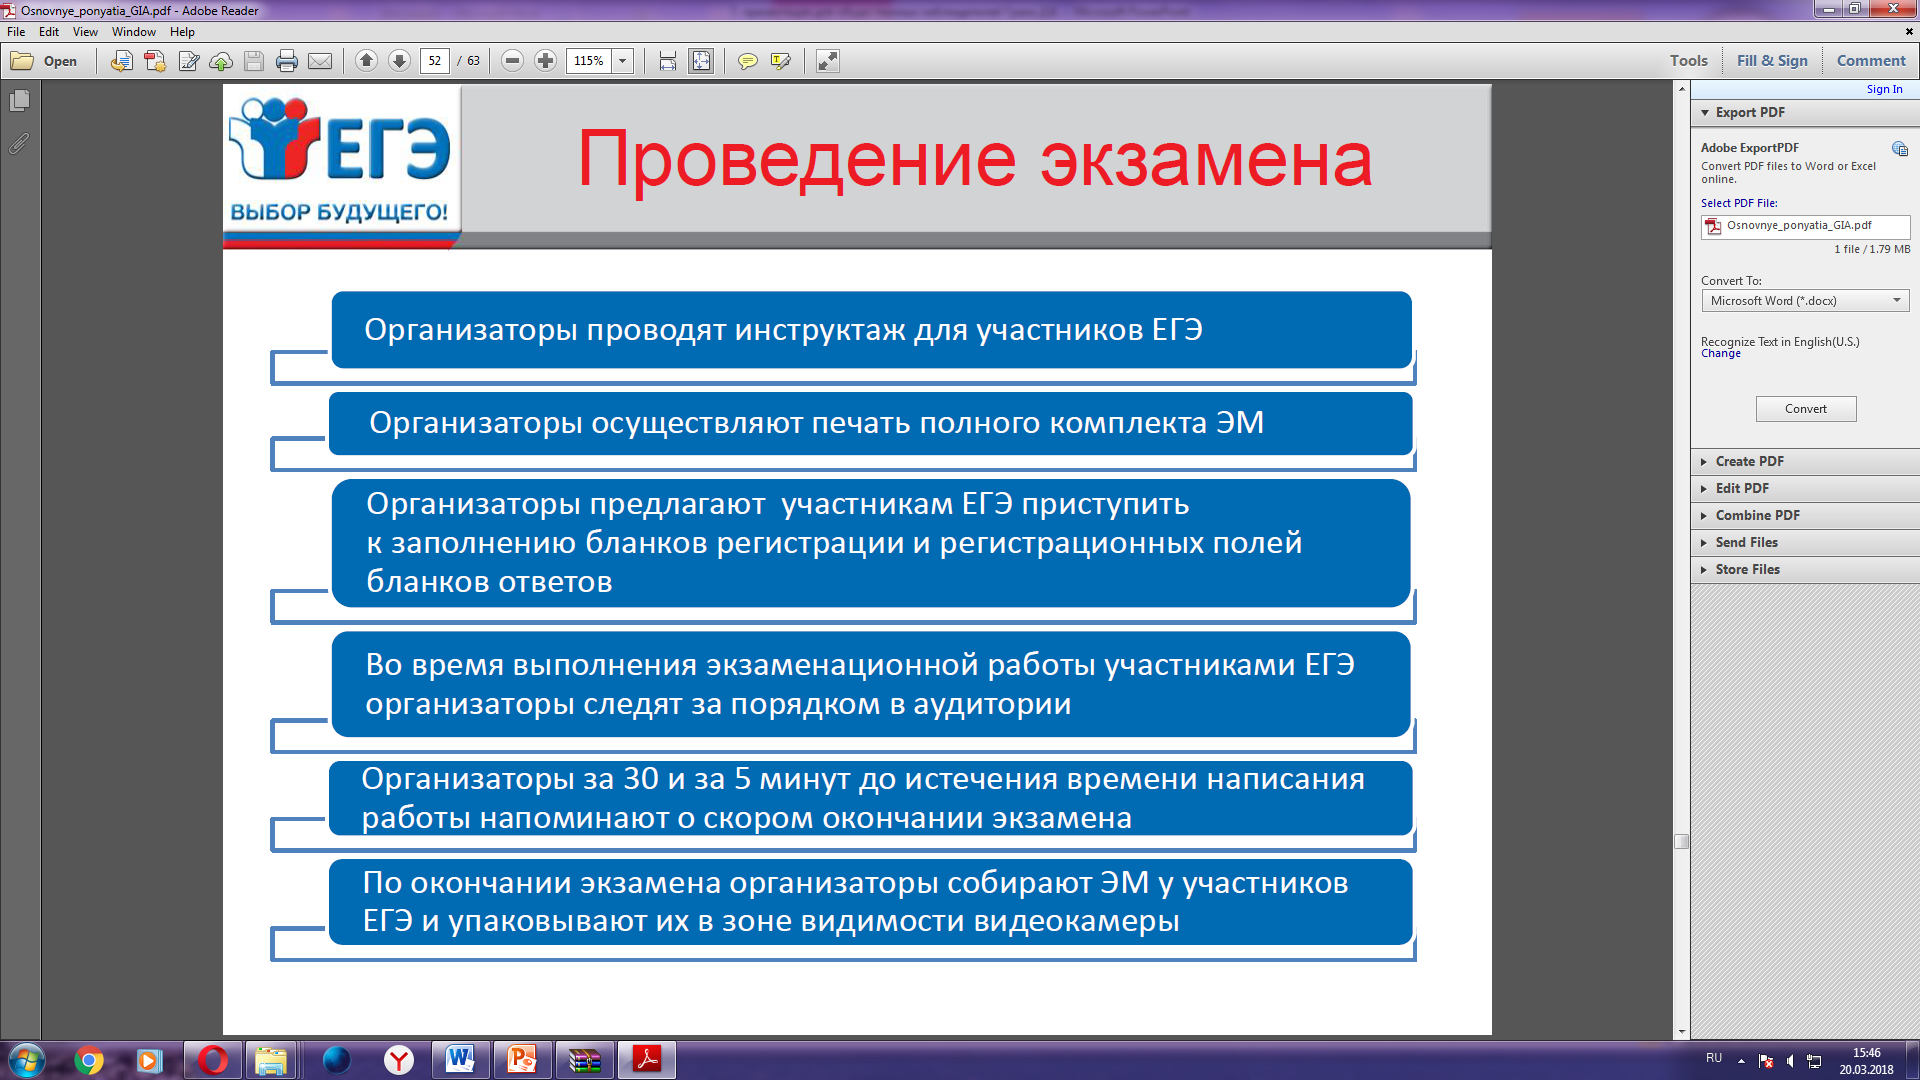 Osnovnye_ponyatia_GIA.pdf - Adobe Reader
File Edit View Window Help
Open 52 / 63 115% Tools Fill & Sign Comment
Sign In
ЕГЭ
ВЫБОР БУДУЩЕГО!
Проведение экзамена
Организаторы проводят инструктаж для участников ЕГЭ
Организаторы осуществляют печать полного комплекта ЭМ
Организаторы предлагают участникам ЕГЭ приступить
к заполнению бланков регистрации и регистрационных полей
бланков ответов
Во время выполнения экзаменационной работы участниками ЕГЭ
организаторы следят за порядком в аудитории
Организаторы за 30 и за 5 минут до истечения времени написания
работы напоминают о скором окончании экзамена
По окончании экзамена организаторы собирают ЭМ у участников
ЕГЭ и упаковывают их в зоне видимости видеокамеры
Export PDF
Adobe ExportPDF
Convert PDF files to Word or Excel
online.
Select PDF File:
Osnovnye_ponyatia_GIA.pdf
1 file / 1.79 MB
Convert To:
Microsoft Word (*.docx)
Recognize Text in English(U.S.)
Change
Convert
Create PDF
Edit PDF
Combine PDF
Send Files
Store Files
RU
15:46
20.03.2018